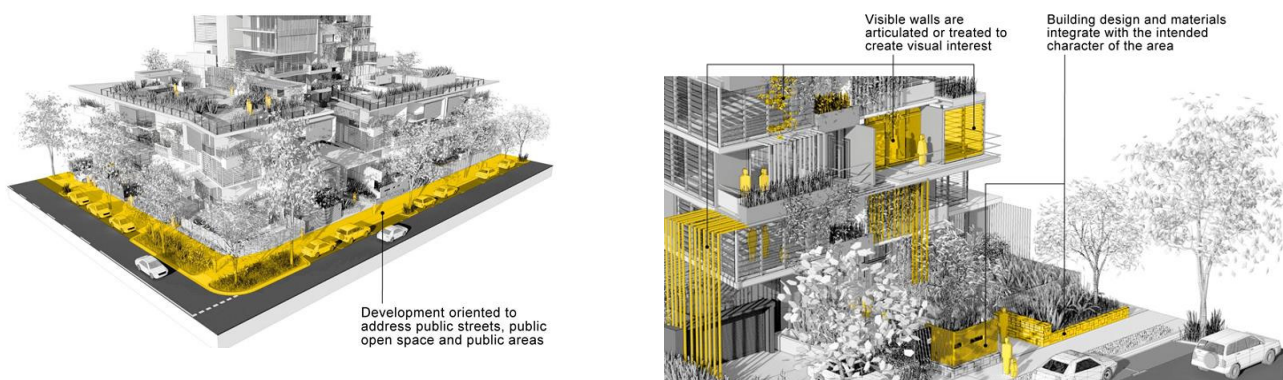 Development oriented to
address public streets, public
open space and public areas
Visible walls are
articulated or treated to
create visual interest
Building design and materials
integrate with the intended
character of the area